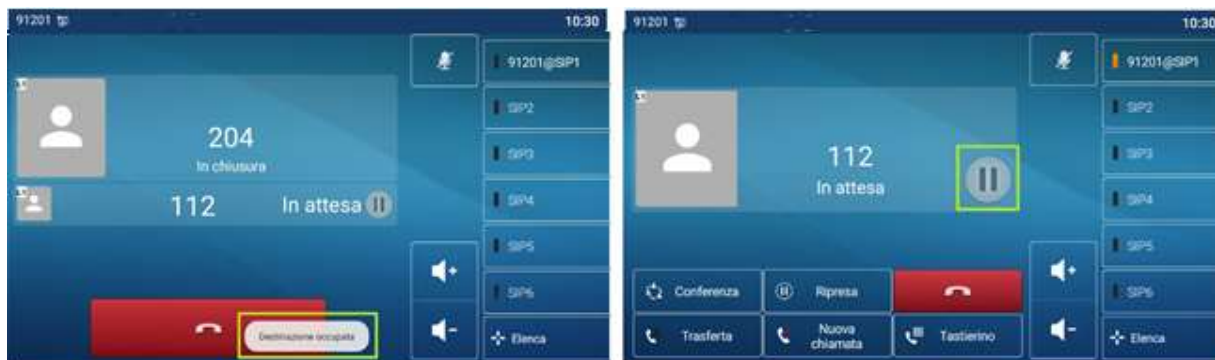 91201
10:30
91201@SIP1
204
In chiusura
112 In attesa
SIP2
SIP3
SIP4
SIP5
SIP6
Destinazione occupata
Elenca
91201
10:30
91201@SIP1
112
In attesa
SIP2
SIP3
SIP4
SIP5
SIP6
Conferenza
Ripresa
Trasferta
Nuova
chiamata
Tastierino
Elenca